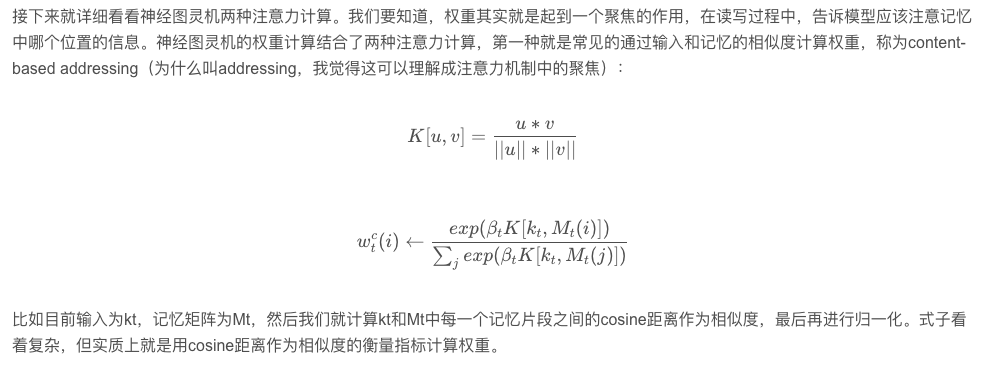 接下来就详细看看神经图灵机两种注意力计算。我们要知道，权重其实就是起到一个聚焦的作用，在读写过程中，告诉模型应该注意记忆
中哪个位置的信息。神经图灵机的权重计算结合了两种注意力计算，第一种就是常见的通过输入和记忆的相似度计算权重，称为content-
based addressing（为什么叫addressing，我觉得这可以理解成注意力机制中的聚焦）：
K[u, v] = \frac{u * v}{||u|| * ||v||}
w_t^c(i) \leftarrow \frac{exp(\beta_t K[k_t, M_t(i)])}{\sum_j exp(\beta_t K[k_t, M_t(j)])}
比如目前输入为kt，记忆矩阵为Mt，然后我们就计算kt和Mt中每一个记忆片段之间的cosine距离作为相似度，最后再进行归一化。式子看
着复杂，但实质上就是用cosine距离作为相似度的衡量指标计算权重。